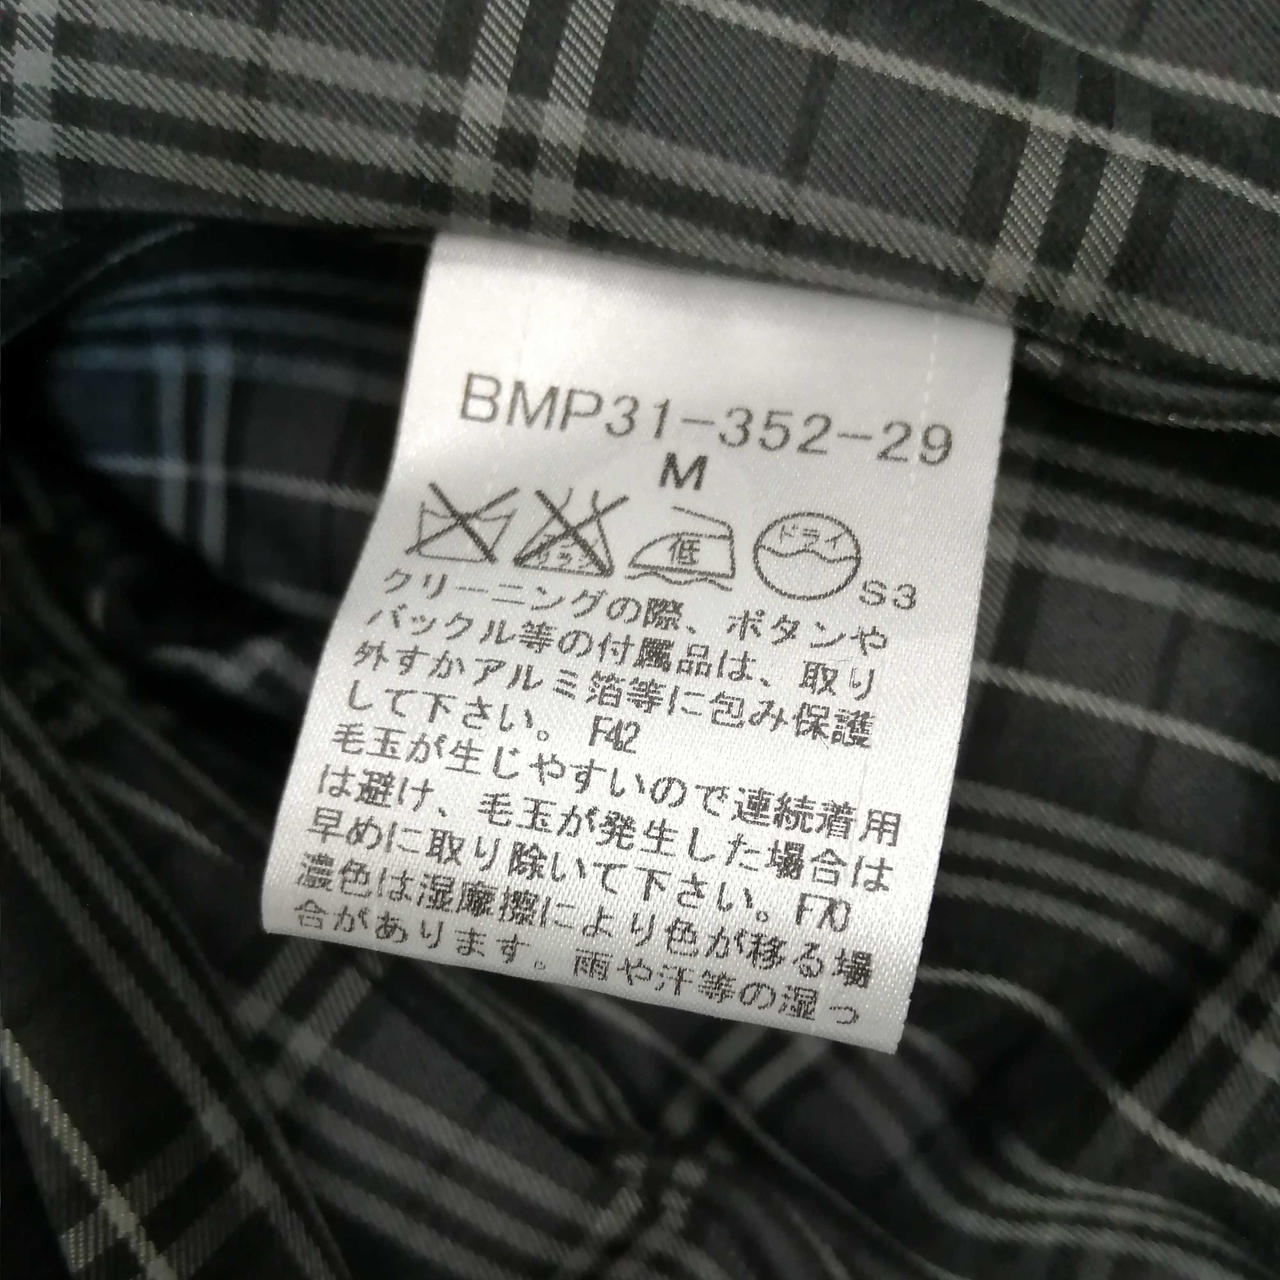 BMP31-352-29
M
低
ドライ
S3
クリーニングの際、ボタンや
バックル等の付属品は、取り
外すかアルミ箔等に包み保護
して下さい。 F42
毛玉が生じやすいので連続着用
は避け、毛玉が発生した場合は
早めに取り除いて下さい。F70
濃色は湿摩擦により色が移る場
合があります。雨や汗等の湿っ